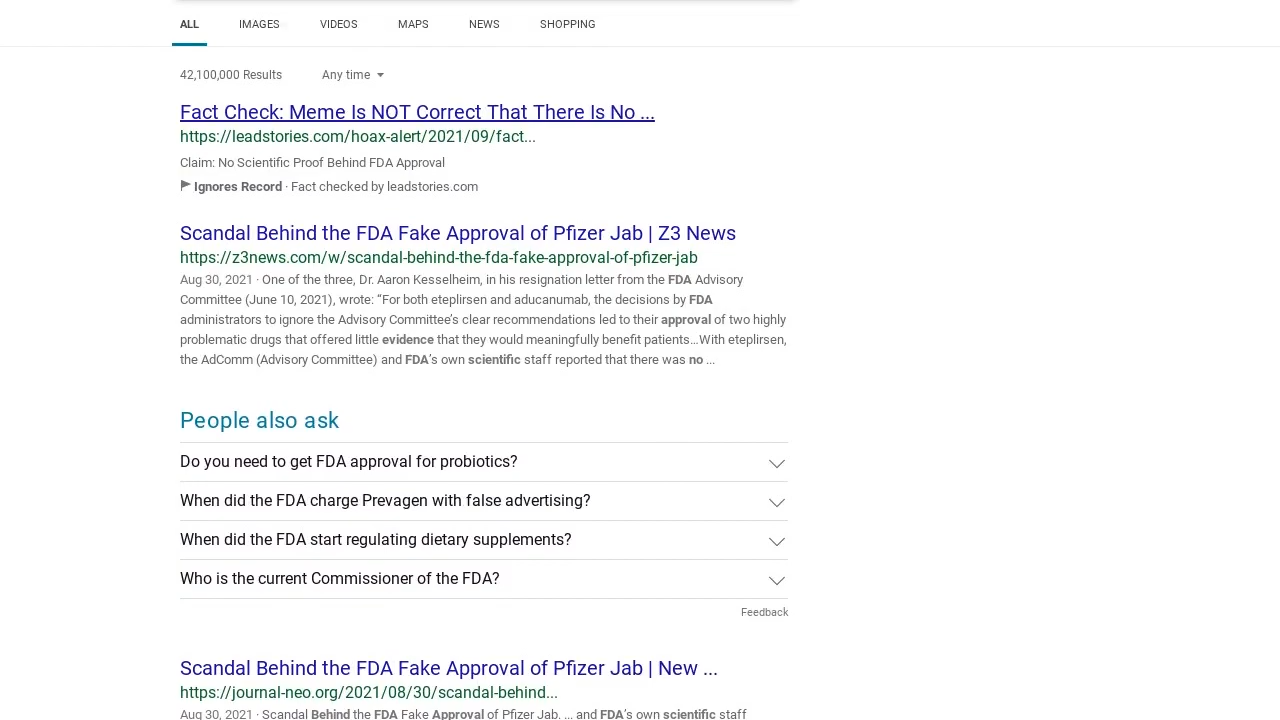 ALL IMAGES VIDEOS MAPS NEWS SHOPPING
42,100,000 Results Any time
Fact Check: Meme Is NOT Correct That There Is No ...
https://leadstories.com/hoax-alert/2021/09/fact...
Claim: No Scientific Proof Behind FDA Approval
Ignores Record · Fact checked by leadstories.com
Scandal Behind the FDA Fake Approval of Pfizer Jab | Z3 News
https://z3news.com/w/scandal-behind-the-fda-fake-approval-of-pfizer-jab
Aug 30, 2021 · One of the three, Dr. Aaron Kesselheim, in his resignation letter from the FDA Advisory
Committee (June 10, 2021), wrote: “For both eteplirsen and aducanumab, the decisions by FDA
administrators to ignore the Advisory Committee’s clear recommendations led to their approval of two highly
problematic drugs that offered little evidence that they would meaningfully benefit patients…With eteplirsen,
the AdComm (Advisory Committee) and FDA’s own scientific staff reported that there was no ...
People also ask
Do you need to get FDA approval for probiotics?
When did the FDA charge Prevagen with false advertising?
When did the FDA start regulating dietary supplements?
Who is the current Commissioner of the FDA?
Feedback
Scandal Behind the FDA Fake Approval of Pfizer Jab | New ...
https://journal-neo.org/2021/08/30/scandal-behind...
Aug 30, 2021 · Scandal Behind the FDA Fake Approval of Pfizer Jab. ... and FDA’s own scientific staff